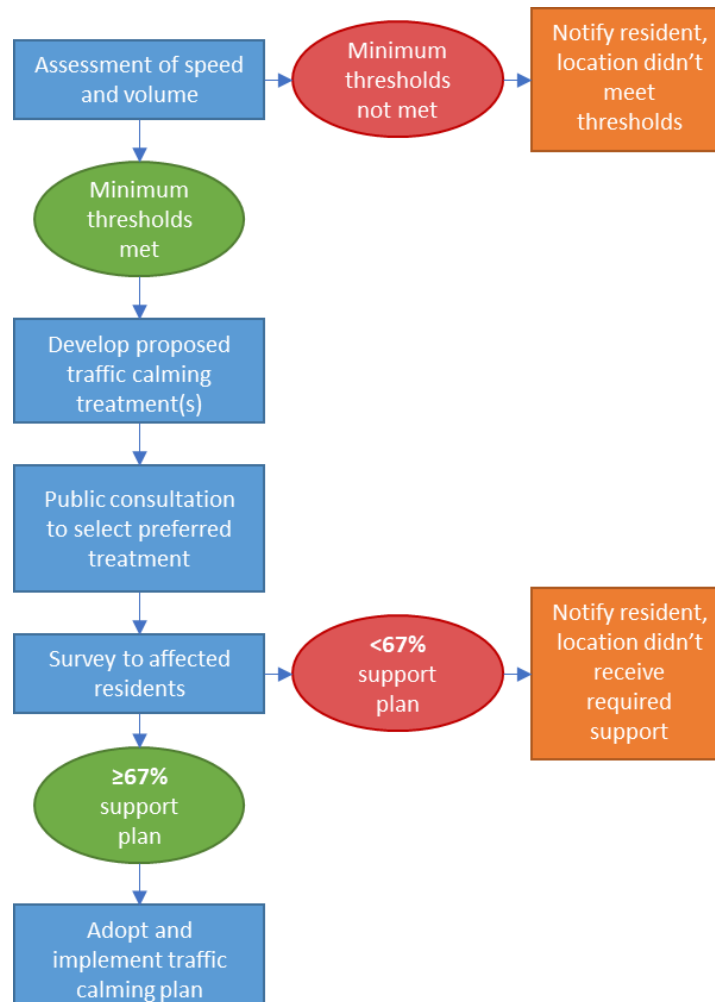 Assessment of speed
and volume
Minimum
thresholds
not met
Notify resident,
location didn't
meet
thresholds
Minimum
thresholds
met
Develop proposed
traffic calming
treatment(s)
Public consultation
to select preferred
treatment
Survey to affected
residents
<67%
support
plan
Notify resident,
location didn't
receive
required
support
≥67%
support
plan
Adopt and
implement traffic
calming plan